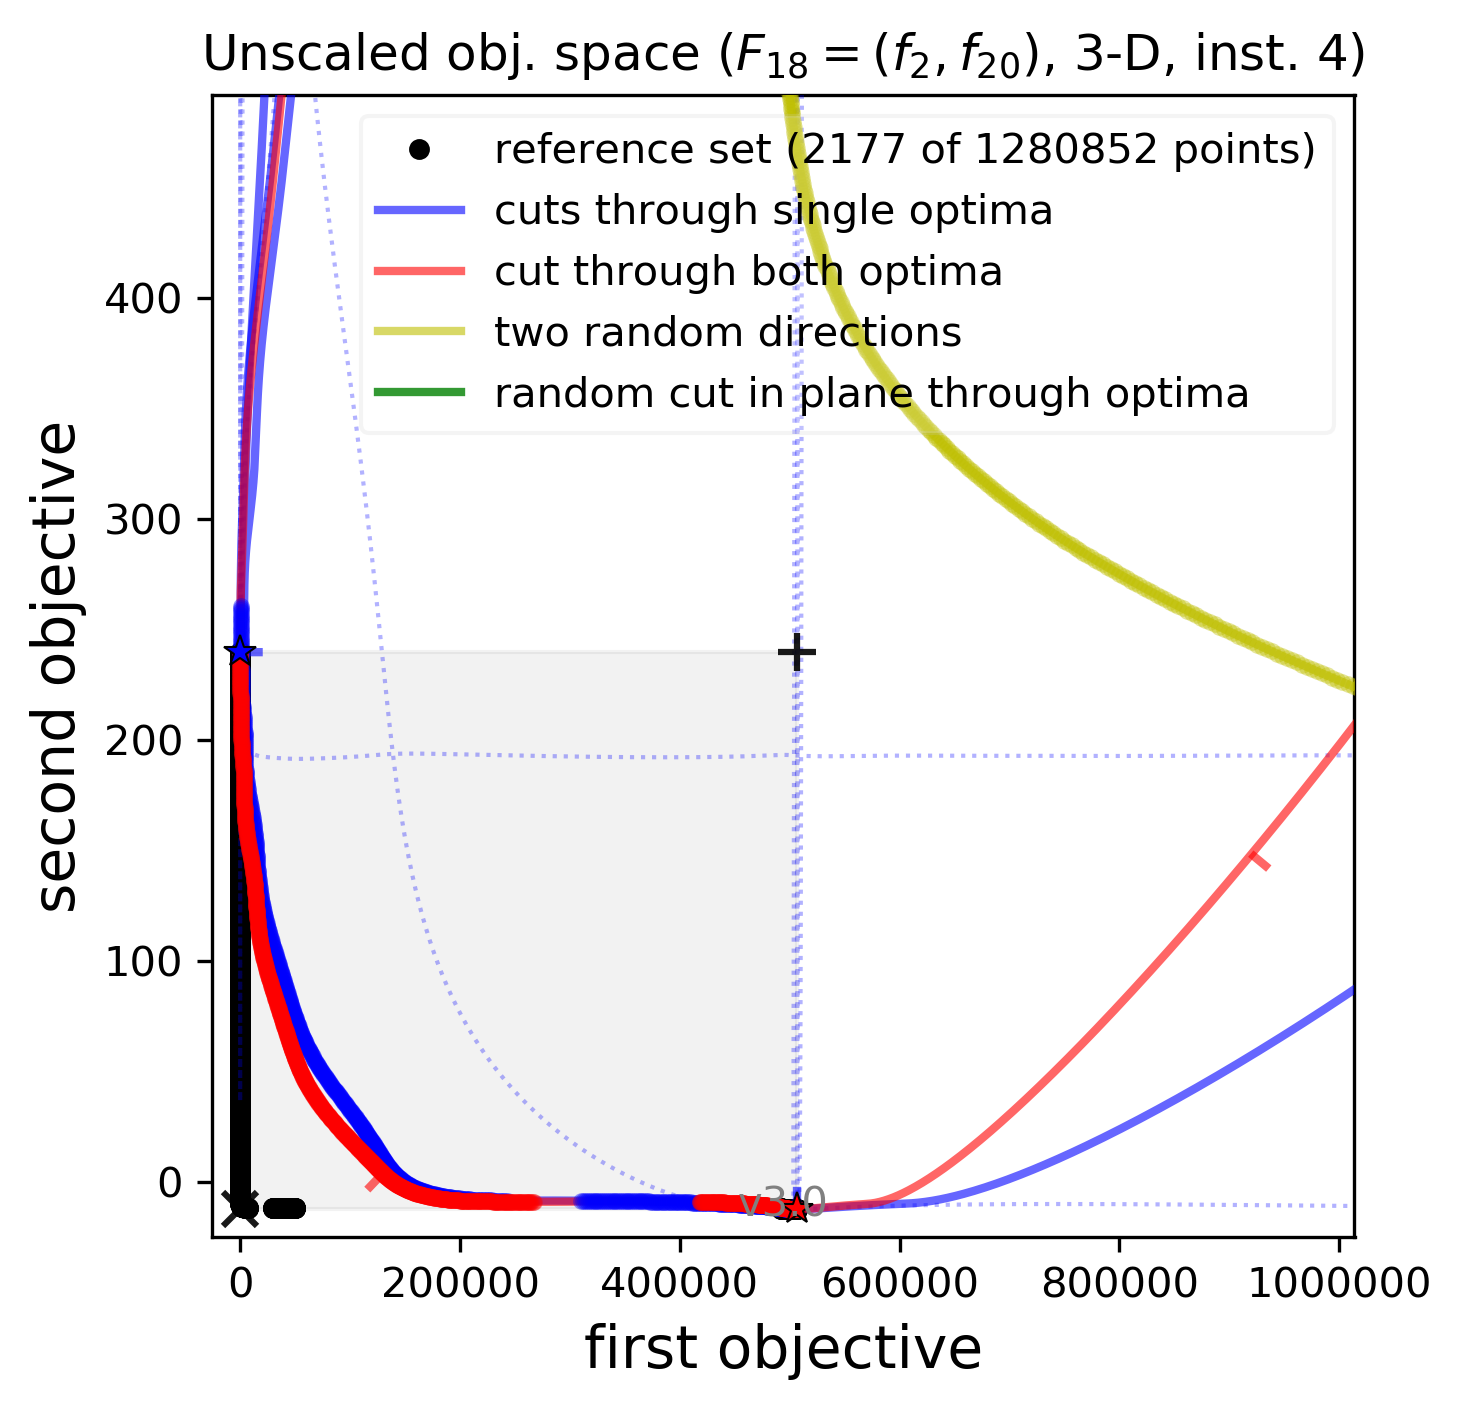 Unscaled obj. space (F₁₈ = (f₂, f₂₀), 3-D, inst. 4)
reference set (2177 of 1280852 points)
cuts through single optima
cut through both optima
two random directions
random cut in plane through optima
400
300
200
100
0
second objective
v3.0
0 200000 400000 600000 800000 1000000
first objective